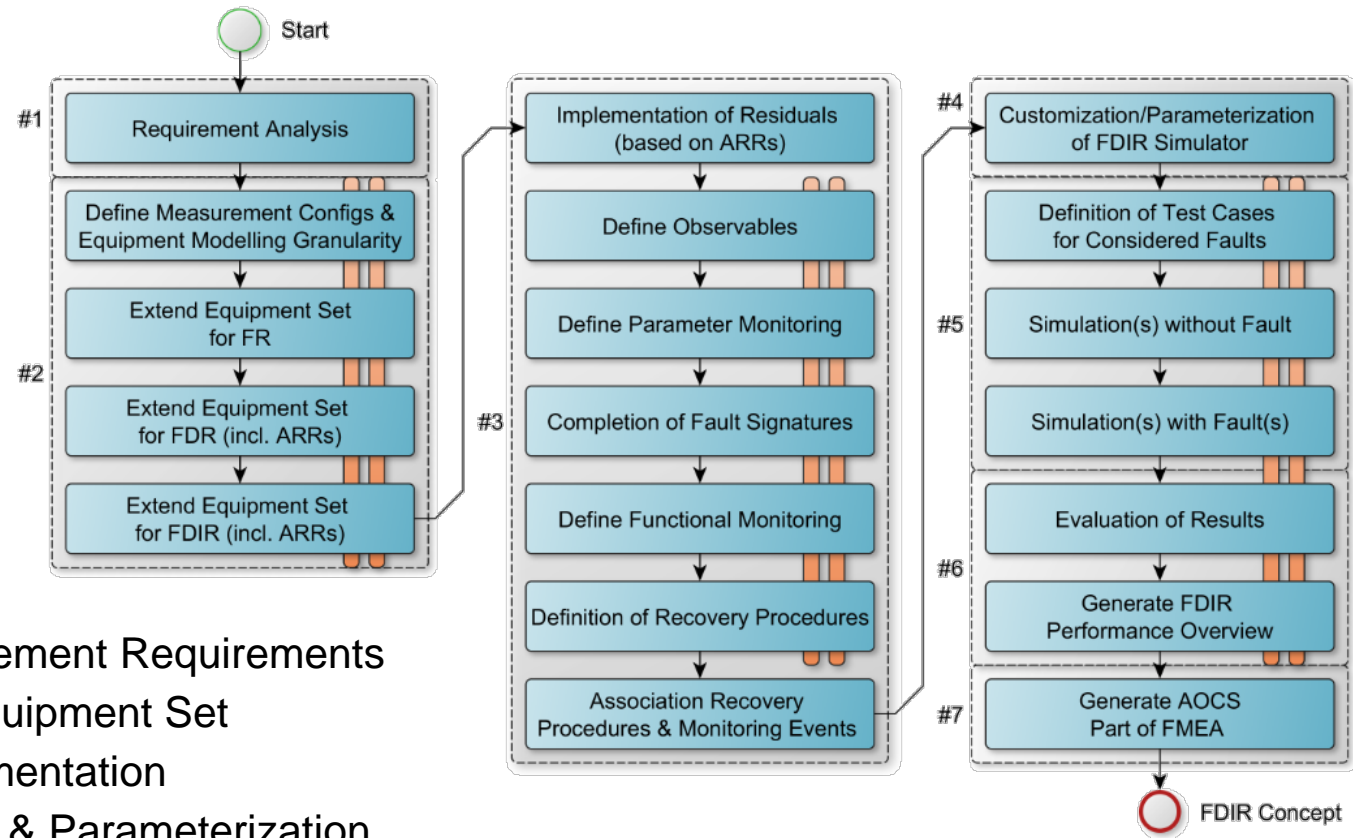 Start
#1
Requirement Analysis
Define Measurement Configs &
Equipment Modelling Granularity
Extend Equipment Set
for FR
#2
Extend Equipment Set
for FDR (incl. ARRs)
Extend Equipment Set
for FDIR (incl. ARRs)
Implementation of Residuals
(based on ARRs)
Define Observables
Define Parameter Monitoring
#3
Completion of Fault Signatures
Define Functional Monitoring
Definition of Recovery Procedures
Association Recovery
Procedures & Monitoring Events
#4
Customization/Parameterization
of FDIR Simulator
Definition of Test Cases
for Considered Faults
#5
Simulation(s) without Fault
Simulation(s) with Fault(s)
Evaluation of Results
#6
Generate FDIR
Performance Overview
#7
Generate AOCS
Part of FMEA
FDIR Concept
ement Requirements
uipment Set
mentation
& Parameterization